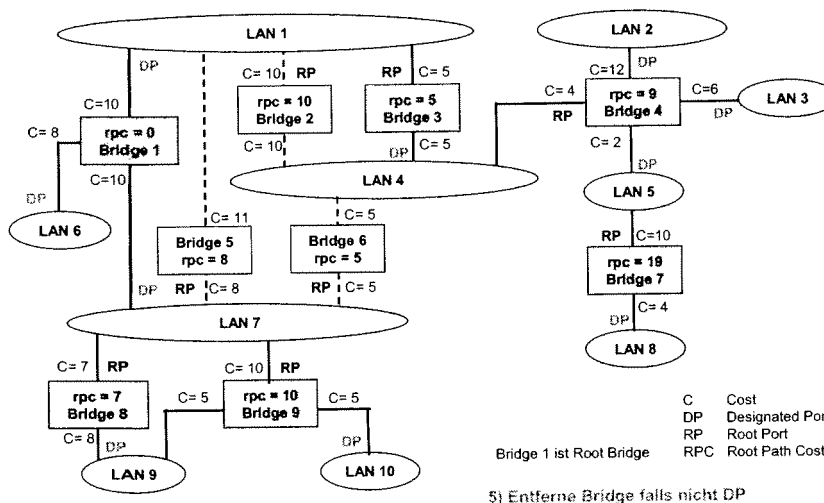 LAN 1
LAN 2
DP
C= 10
RP
RP
C= 5
DP
C=12
C=10
rpc = 10
Bridge 2
rpc = 5
Bridge 3
C= 4
RP
rpc = 9
Bridge 4
C=6
DP
LAN 3
C= 8
rpc = 0
Bridge 1
C= 10
C= 5
DP
C= 2
DP
C=10
LAN 4
LAN 5
DP
LAN 6
C= 11
C= 5
Bridge 5
rpc = 8
Bridge 6
rpc = 5
RP
C=10
rpc = 19
Bridge 7
DP
RP
C= 8
RP
C= 5
C= 4
DP
LAN 7
LAN 8
C= 7
RP
C= 10
RP
rpc = 7
Bridge 8
C= 5
rpc = 10
Bridge 9
C= 5
C= 8
DP
DP
LAN 9
LAN 10
C Cost
DP Designated Por
RP Root Port
Bridge 1 ist Root Bridge
RPC Root Path Cost
5) Entferne Bridge falls nicht DP